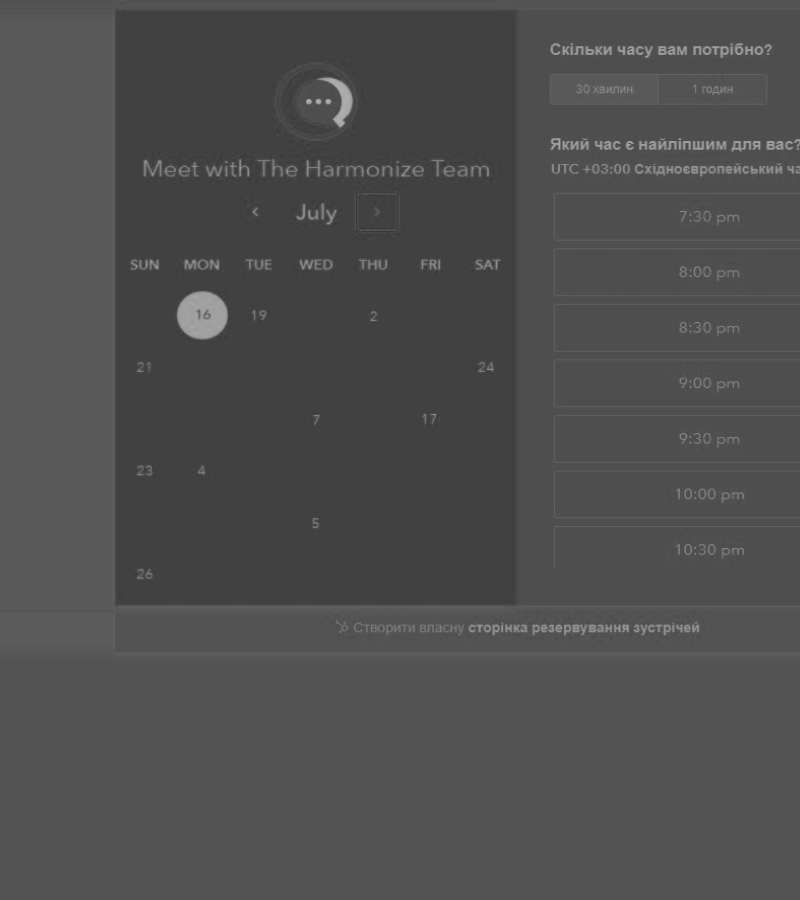 Meet with The Harmonize Team
July
SUN MON TUE WED THU FRI SAT
16 19 2
21 24
7 17
23 4
5
26
Скільки часу вам потрібно?
30 хвилин 1 годин
Який час є найліпшим для вас?
UTC +03:00 Східноєвропейський ча
7:30 pm
8:00 pm
8:30 pm
9:00 pm
9:30 pm
10:00 pm
10:30 pm
Створити власну сторінка резервування зустрічей